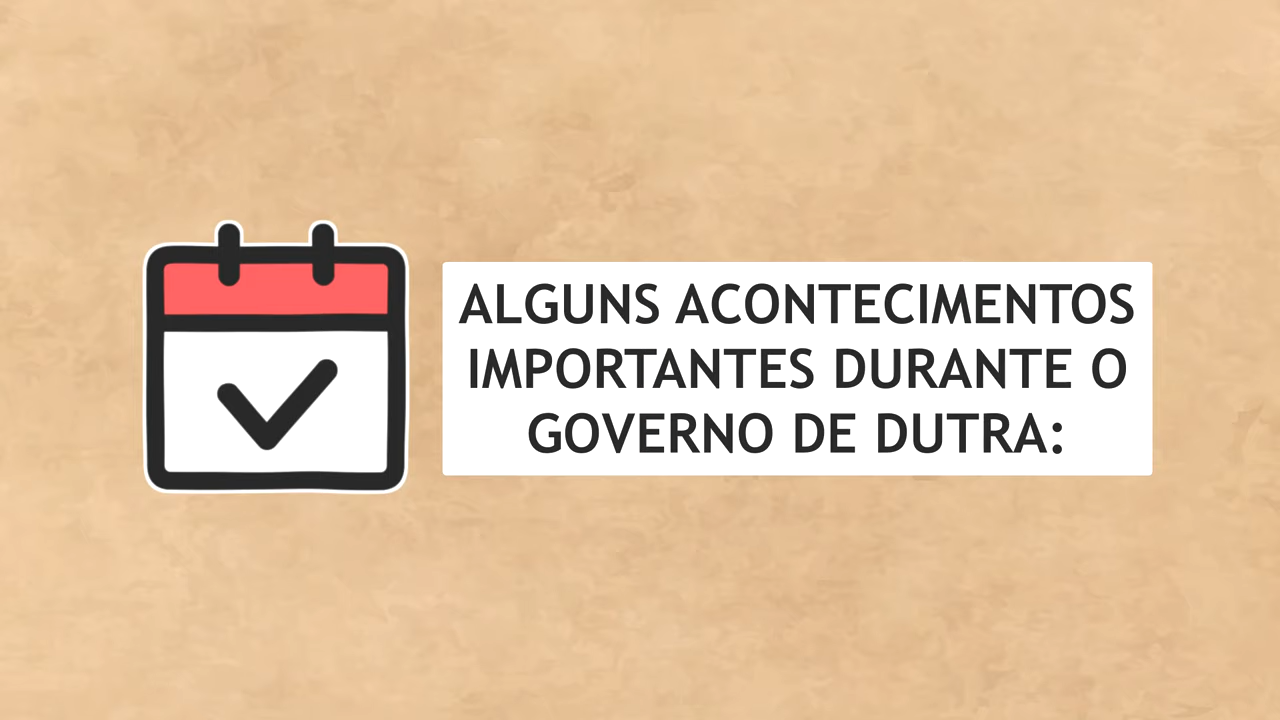 ALGUNS ACONTECIMENTOS
IMPORTANTES DURANTE O
GOVERNO DE DUTRA: